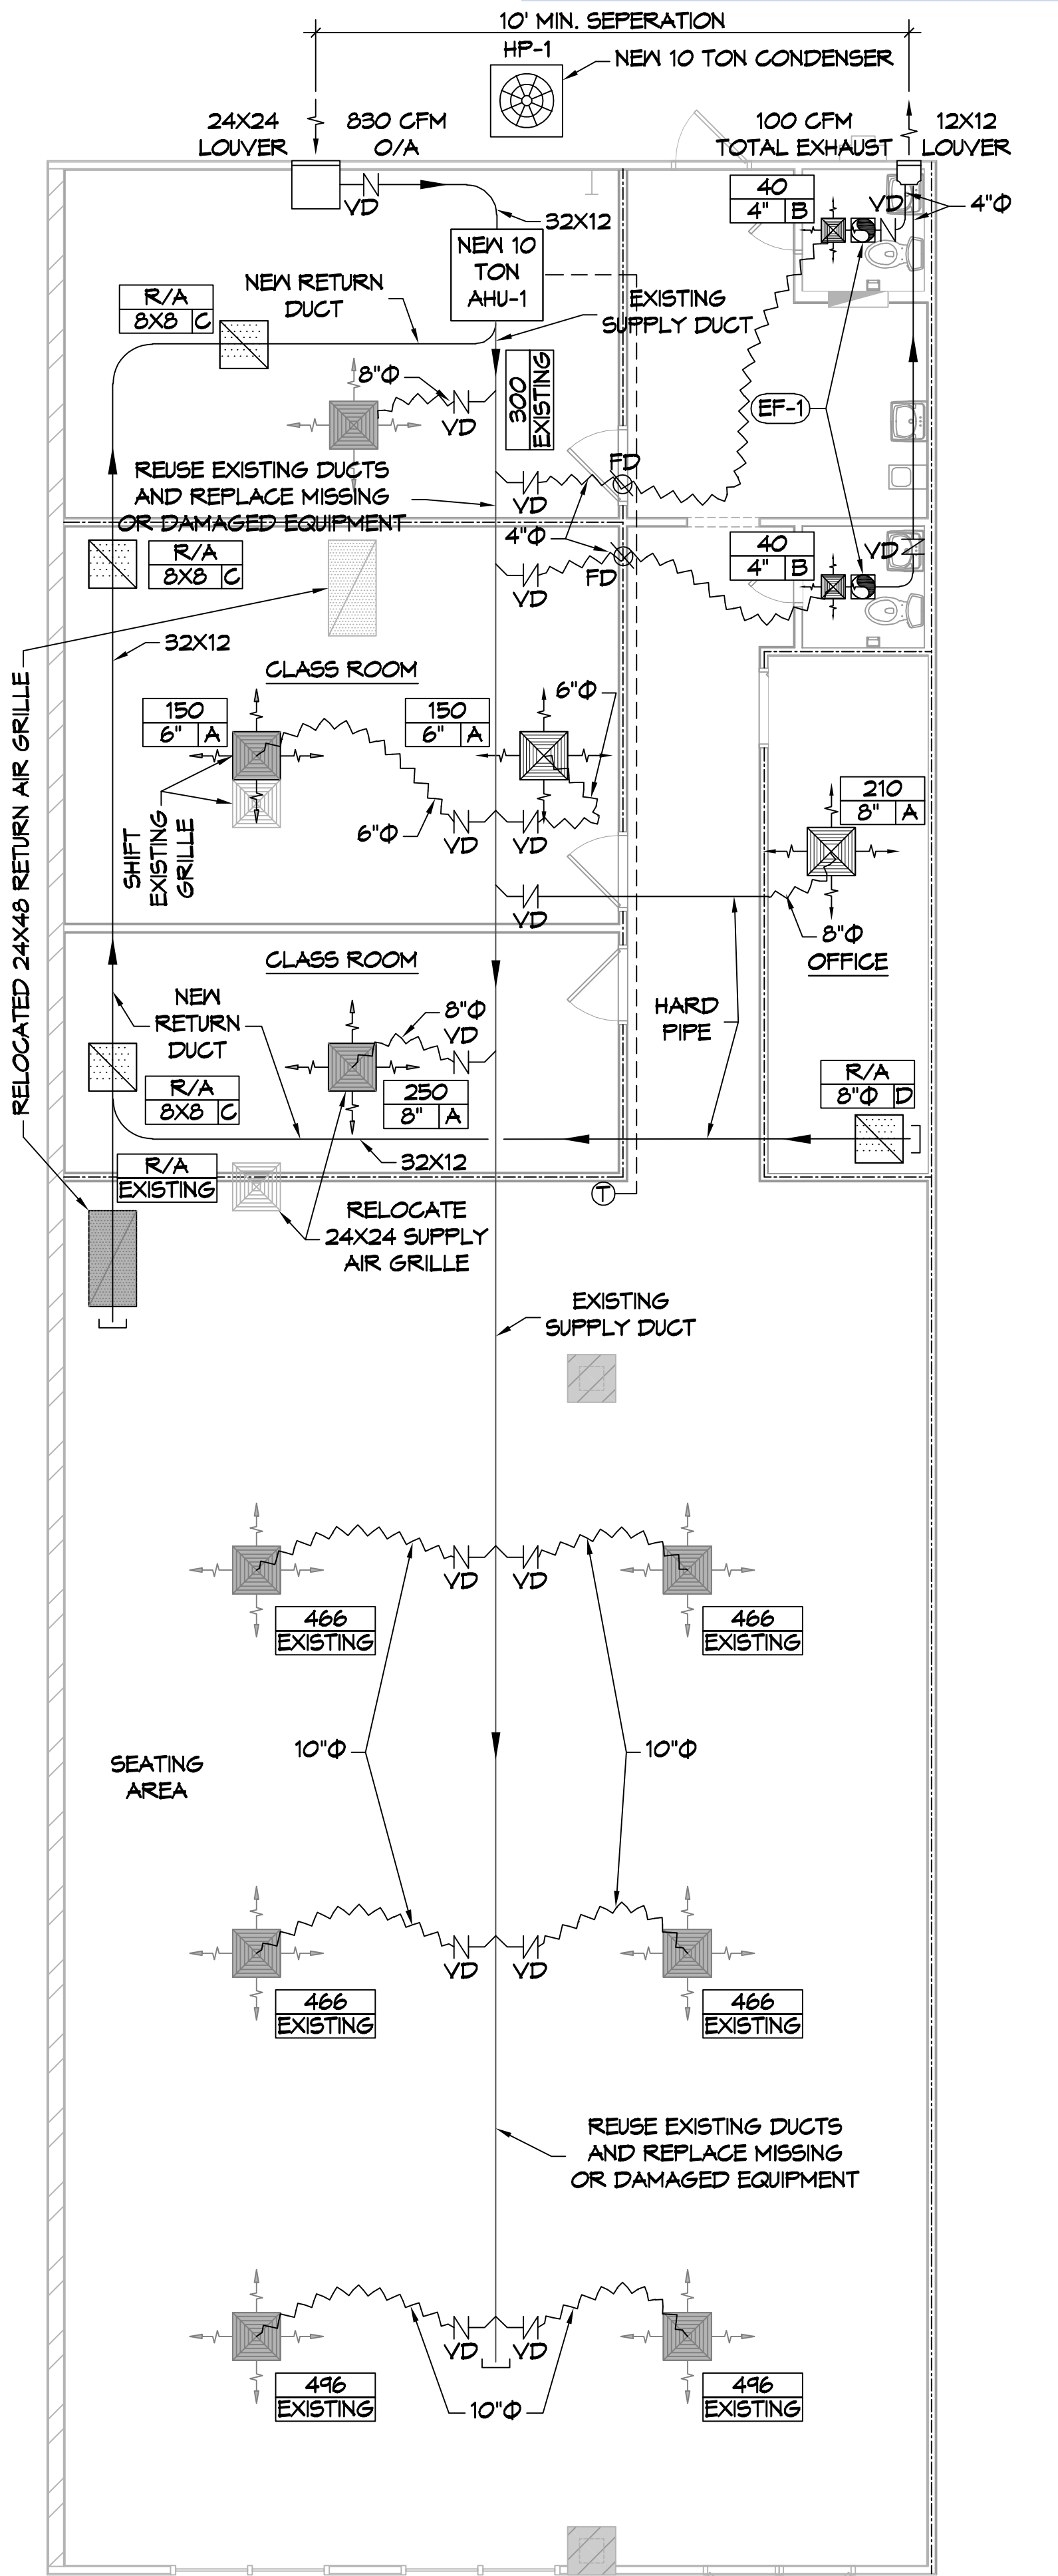 10' MIN. SEPERATION
HP-1
NEW 10 TON CONDENSER
24X24
LOUVER
830 CFM
O/A
100 CFM
TOTAL EXHAUST
12X12
LOUVER
VD
40
4" B
VD
4"Φ
32X12
NEW 10
TON
AHU-1
NEW RETURN
DUCT
EXISTING
SUPPLY DUCT
R/A
8X8 C
8"Φ
VD
300
EXISTING
EF-1
REUSE EXISTING DUCTS
AND REPLACE MISSING
OR DAMAGED EQUIPMENT
FD
VD
4"Φ
FD
VD
40
4" B
VD
R/A
8X8 C
32X12
CLASS ROOM
RELOCATED 24X48 RETURN AIR GRILLE
150
6" A
150
6" A
6"Φ
SHIFT
EXISTING
GRILLE
6"Φ
VD
VD
210
8" A
VD
8"Φ
OFFICE
CLASS ROOM
NEW
RETURN
DUCT
8"Φ
VD
HARD
PIPE
R/A
8X8 C
250
8" A
R/A
8"Φ D
32X12
R/A
EXISTING
T
RELOCATE
24X24 SUPPLY
AIR GRILLE
EXISTING
SUPPLY DUCT
VD
VD
466
EXISTING
466
EXISTING
10"Φ
10"Φ
SEATING
AREA
VD
VD
466
EXISTING
466
EXISTING
REUSE EXISTING DUCTS
AND REPLACE MISSING
OR DAMAGED EQUIPMENT
VD
VD
496
EXISTING
496
EXISTING
10"Φ